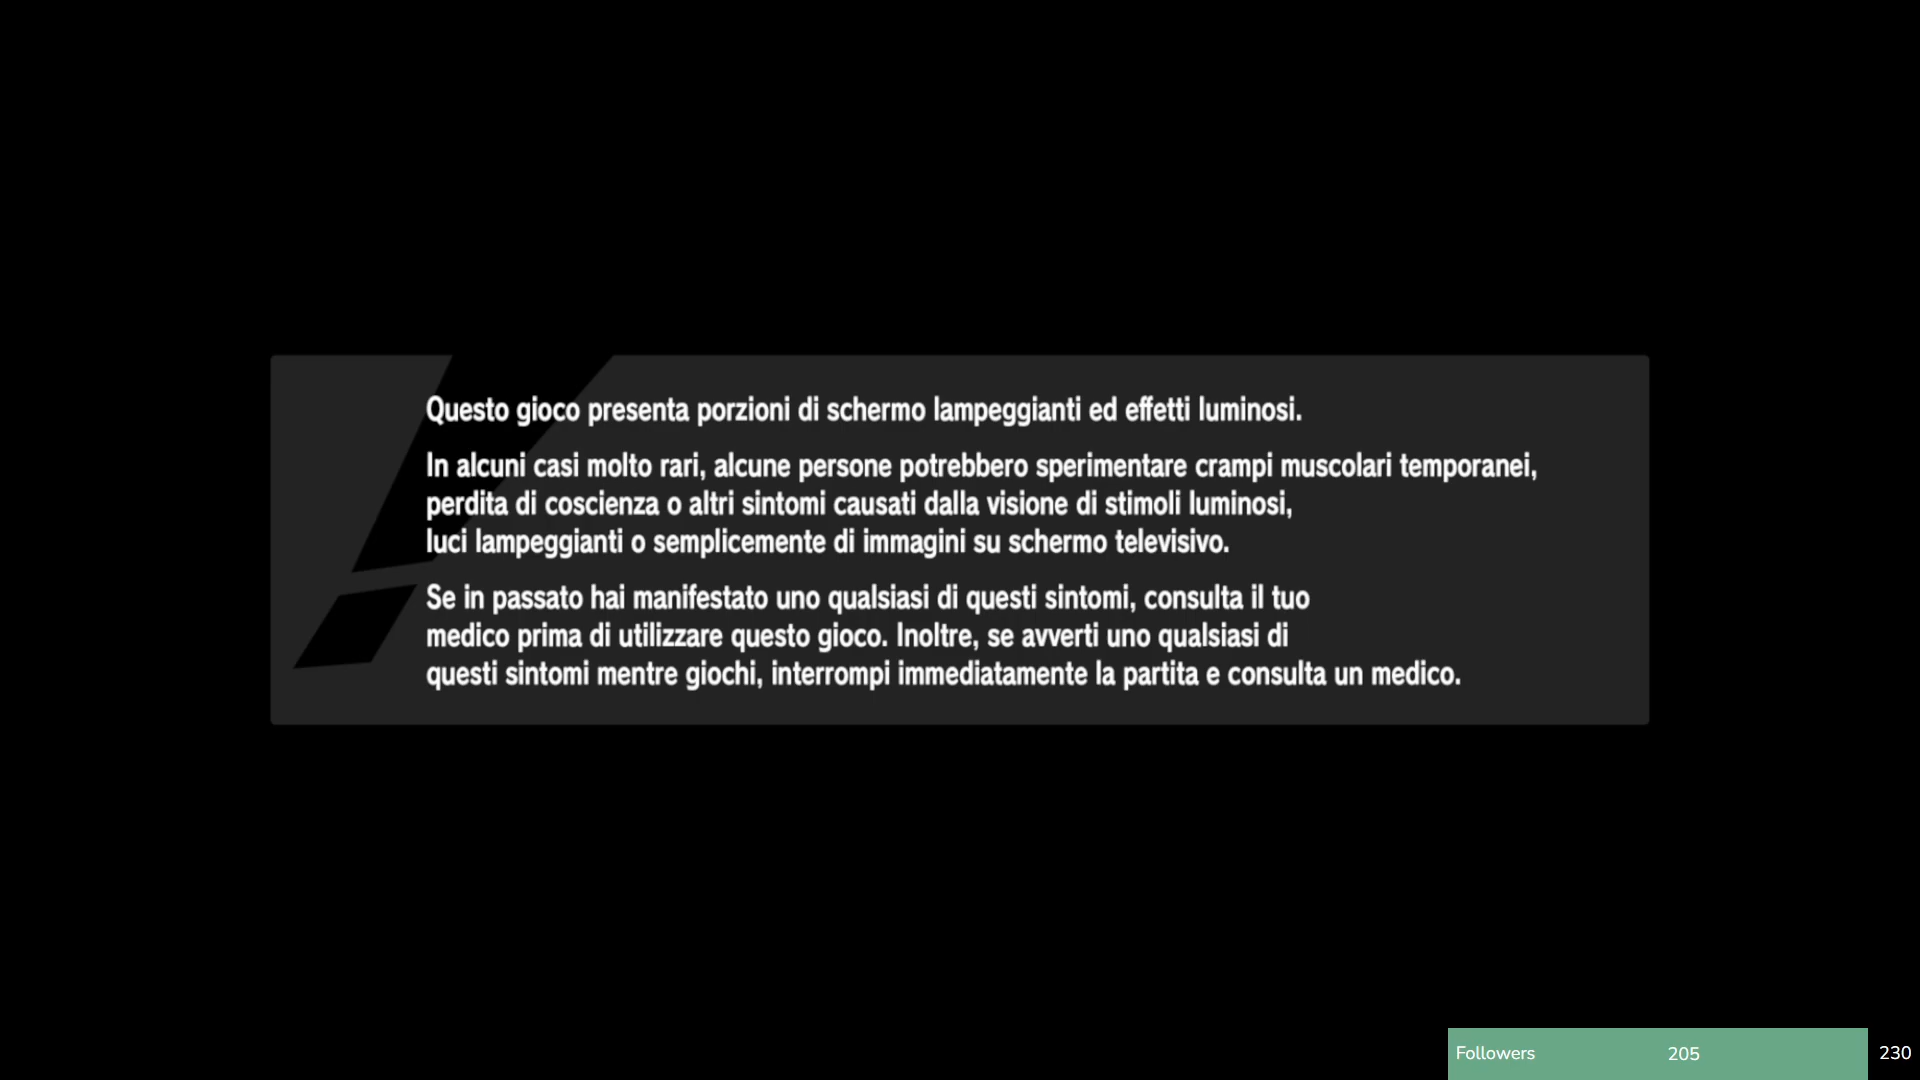 Questo gioco presenta porzioni di schermo lampeggianti ed effetti luminosi.
In alcuni casi molto rari, alcune persone potrebbero sperimentare crampi muscolari temporanei,
perdita di coscienza o altri sintomi causati dalla visione di stimoli luminosi,
luci lampeggianti o semplicemente di immagini su schermo televisivo.
Se in passato hai manifestato uno qualsiasi di questi sintomi, consulta il tuo
medico prima di utilizzare questo gioco. Inoltre, se avverti uno qualsiasi di
questi sintomi mentre giochi, interrompi immediatamente la partita e consulta un medico.
Followers 205 230